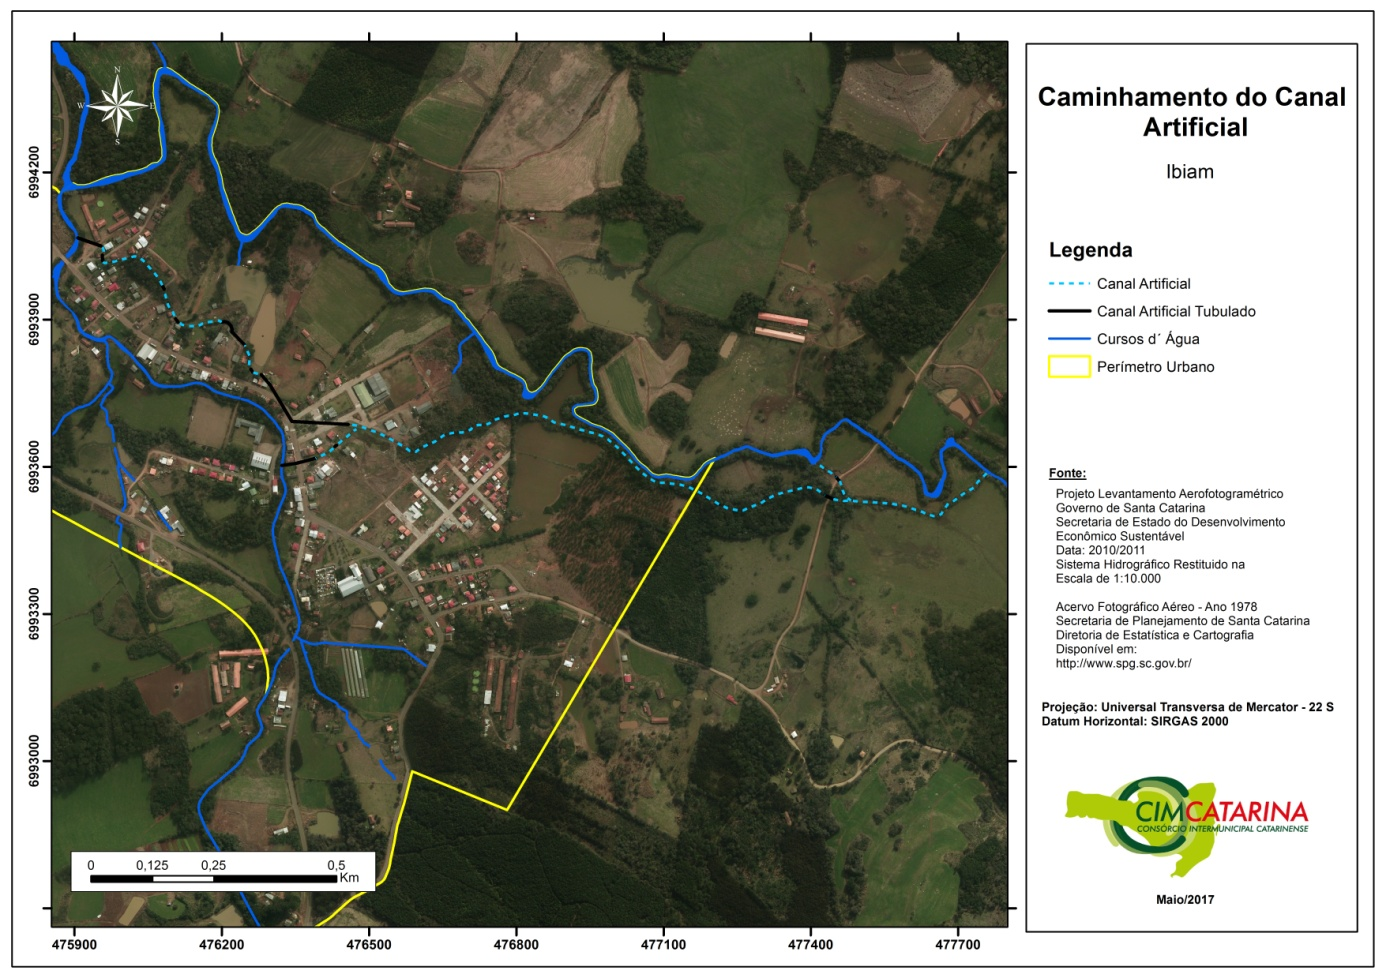 Caminhamento do Canal
Artificial
Ibiam
Legenda
Canal Artificial
Canal Artificial Tubulado
Cursos d´ Água
Perímetro Urbano
Fonte:
Projeto Levantamento Aerofotogramétrico
Governo de Santa Catarina
Secretaria de Estado do Desenvolvimento
Econômico Sustentável
Data: 2010/2011
Sistema Hidrográfico Restituido na
Escala de 1:10.000
Acervo Fotográfico Aéreo - Ano 1978
Secretaria de Planejamento de Santa Catarina
Diretoria de Estatística e Cartografia
Disponível em:
http://www.spg.sc.gov.br/
Projeção: Universal Transversa de Mercator - 22 S
Datum Horizontal: SIRGAS 2000
CIMCATARINA
CONSÓRCIO INTERMUNICIPAL CATARINENSE
Maio/2017
N
W E
S
6994200
6993900
6993600
6993300
6993000
0 0,125 0,25 0,5
Km
475900 476200 476500 476800 477100 477400 477700